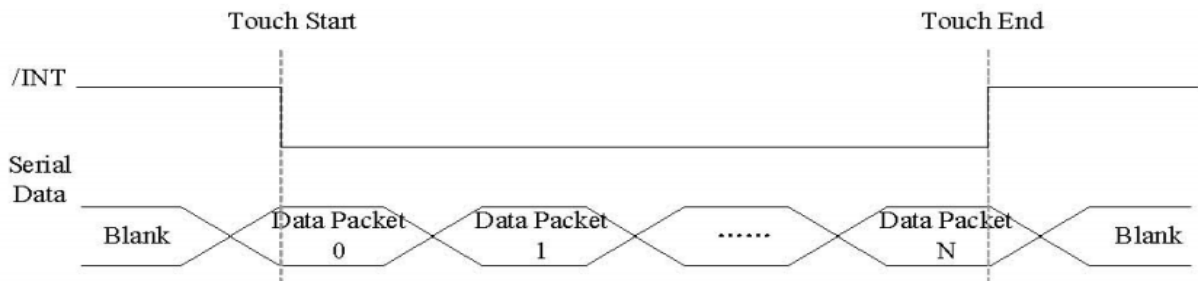 Touch Start
Touch End
/INT
Serial
Data
Blank
Data Packet
0
Data Packet
1
......
Data Packet
N
Blank